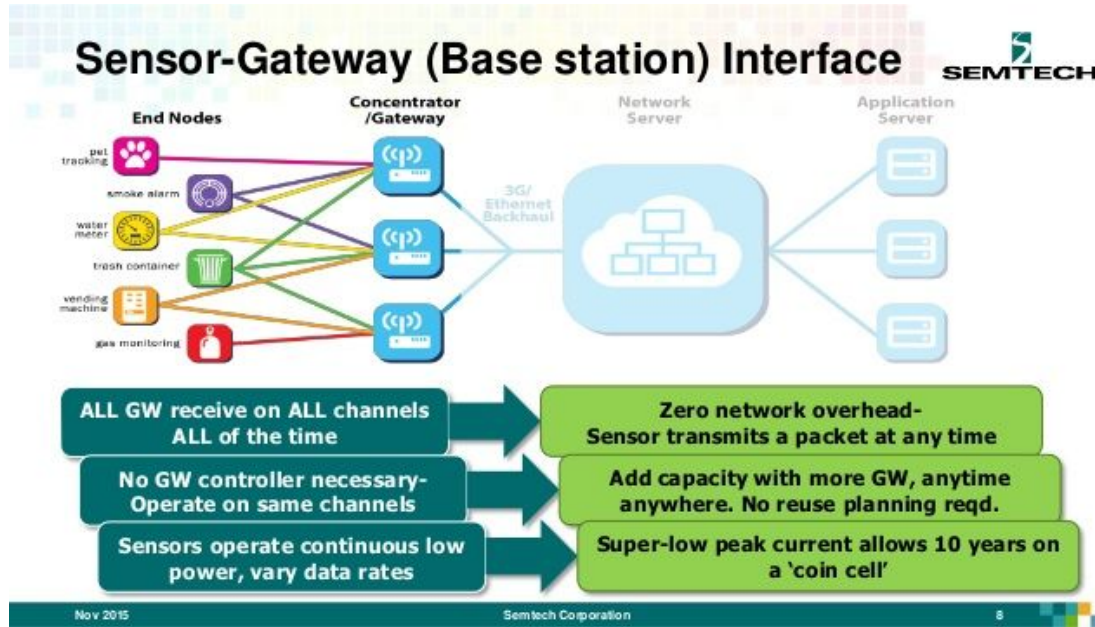 Sensor-Gateway (Base station) Interface
SEMTECH
End Nodes
Concentrator
/Gateway
Network
Server
Application
Server
pet
tracking
smoke alarm
water
meter
trash container
vending
machine
gas monitoring
3G/
Ethernet
Backhaul
ALL GW receive on ALL channels
ALL of the time
Zero network overhead-
Sensor transmits a packet at any time
No GW controller necessary-
Operate on same channels
Add capacity with more GW, anytime
anywhere. No reuse planning reqd.
Sensors operate continuous low
power, vary data rates
Super-low peak current allows 10 years on
a ‘coin cell’
Nov 2015
Semtech Corporation
8